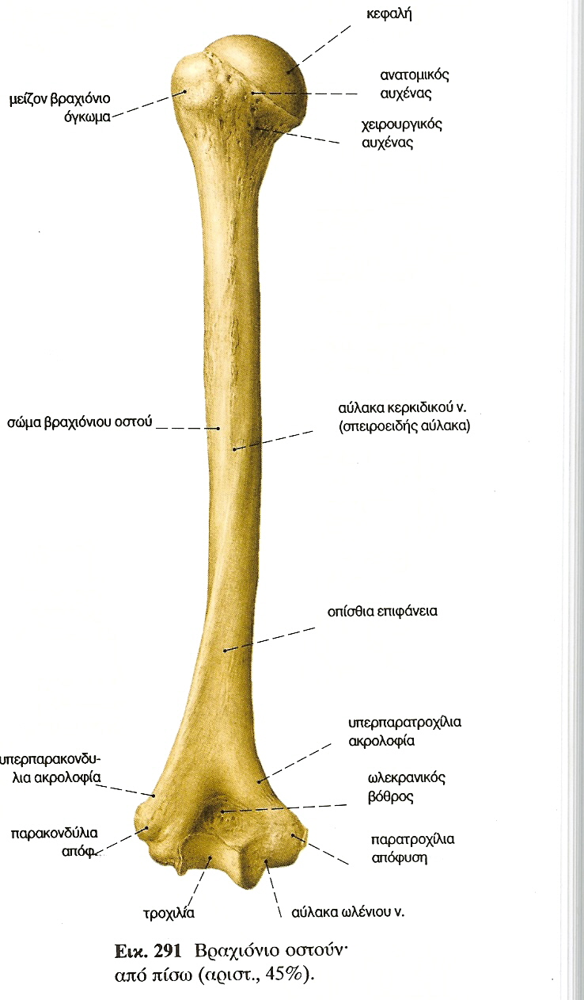 κεφαλή
ανατομικός
αυχένας
μείζον βραχιόνιο
όγκωμα
χειρουργικός
αυχένας
αύλακα κερκιδικού ν.
(σπειροειδής αύλακα)
σώμα βραχιόνιου οστού
οπίσθια επιφάνεια
υπερπαρατροχίλια
ακρολοφία
υπερπαρακονδυ-
λια ακρολοφία
ωλεκρανικός
βόθρος
παρακονδύλια
απόφ.
παρατροχίλια
απόφυση
τροχιλία
αύλακα ωλένιου ν.
Εικ. 291 Βραχιόνιο οστούν·
από πίσω (αριστ., 45%).